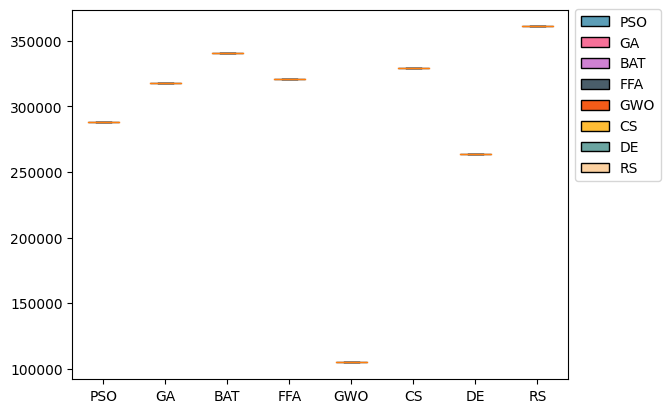 350000
300000
250000
200000
150000
100000
PSO GA BAT FFA GWO CS DE RS
PSO
GA
BAT
FFA
GWO
CS
DE
RS